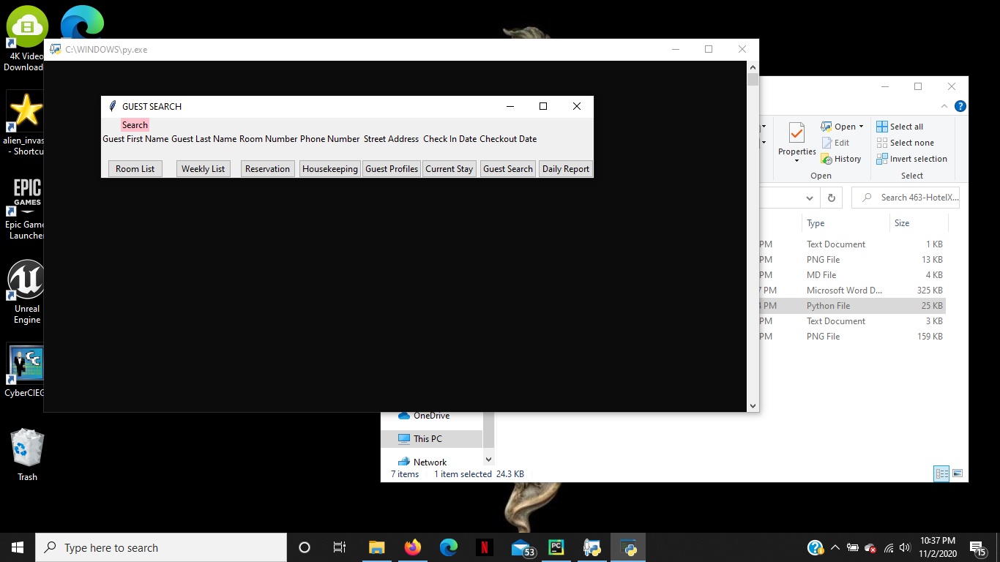 4K Video
Download
alien_invas
- Shortcu
EPIC
GAMES
Epic Game
Launcher
Unreal
Engine
CyberCIEG
Trash
C:\WINDOWS\py.exe
GUEST SEARCH
Search
Guest First Name Guest Last Name Room Number Phone Number Street Address Check In Date Checkout Date
Room List Weekly List Reservation Housekeeping Guest Profiles Current Stay Guest Search Daily Report
?
Properties
Open
Edit
History
Open
Select all
Select none
Invert selection
Select
Search 463-HotelX...
Type Size
PM Text Document 1 KB
PM PNG File 13 KB
PM MD File 4 KB
7 PM Microsoft Word D... 325 KB
4 PM Python File 25 KB
PM Text Document 3 KB
PM PNG File 159 KB
OneDrive
This PC
Network
7 items 1 item selected 24.3 KB
Type here to search
N
53
PC
?
10:37 PM
11/2/2020
15